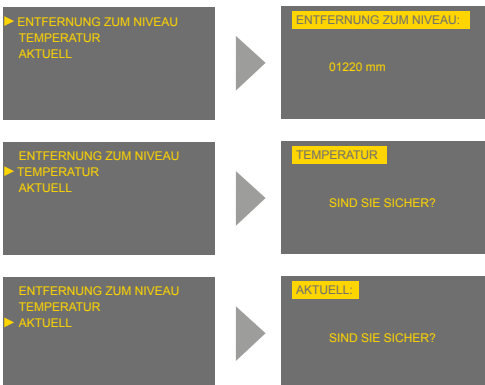 ENTFERNUNG ZUM NIVEAU
TEMPERATUR
AKTUELL
ENTFERNUNG ZUM NIVEAU:
01220 mm
ENTFERNUNG ZUM NIVEAU
TEMPERATUR
AKTUELL
TEMPERATUR
SIND SIE SICHER?
ENTFERNUNG ZUM NIVEAU
TEMPERATUR
AKTUELL
AKTUELL:
SIND SIE SICHER?